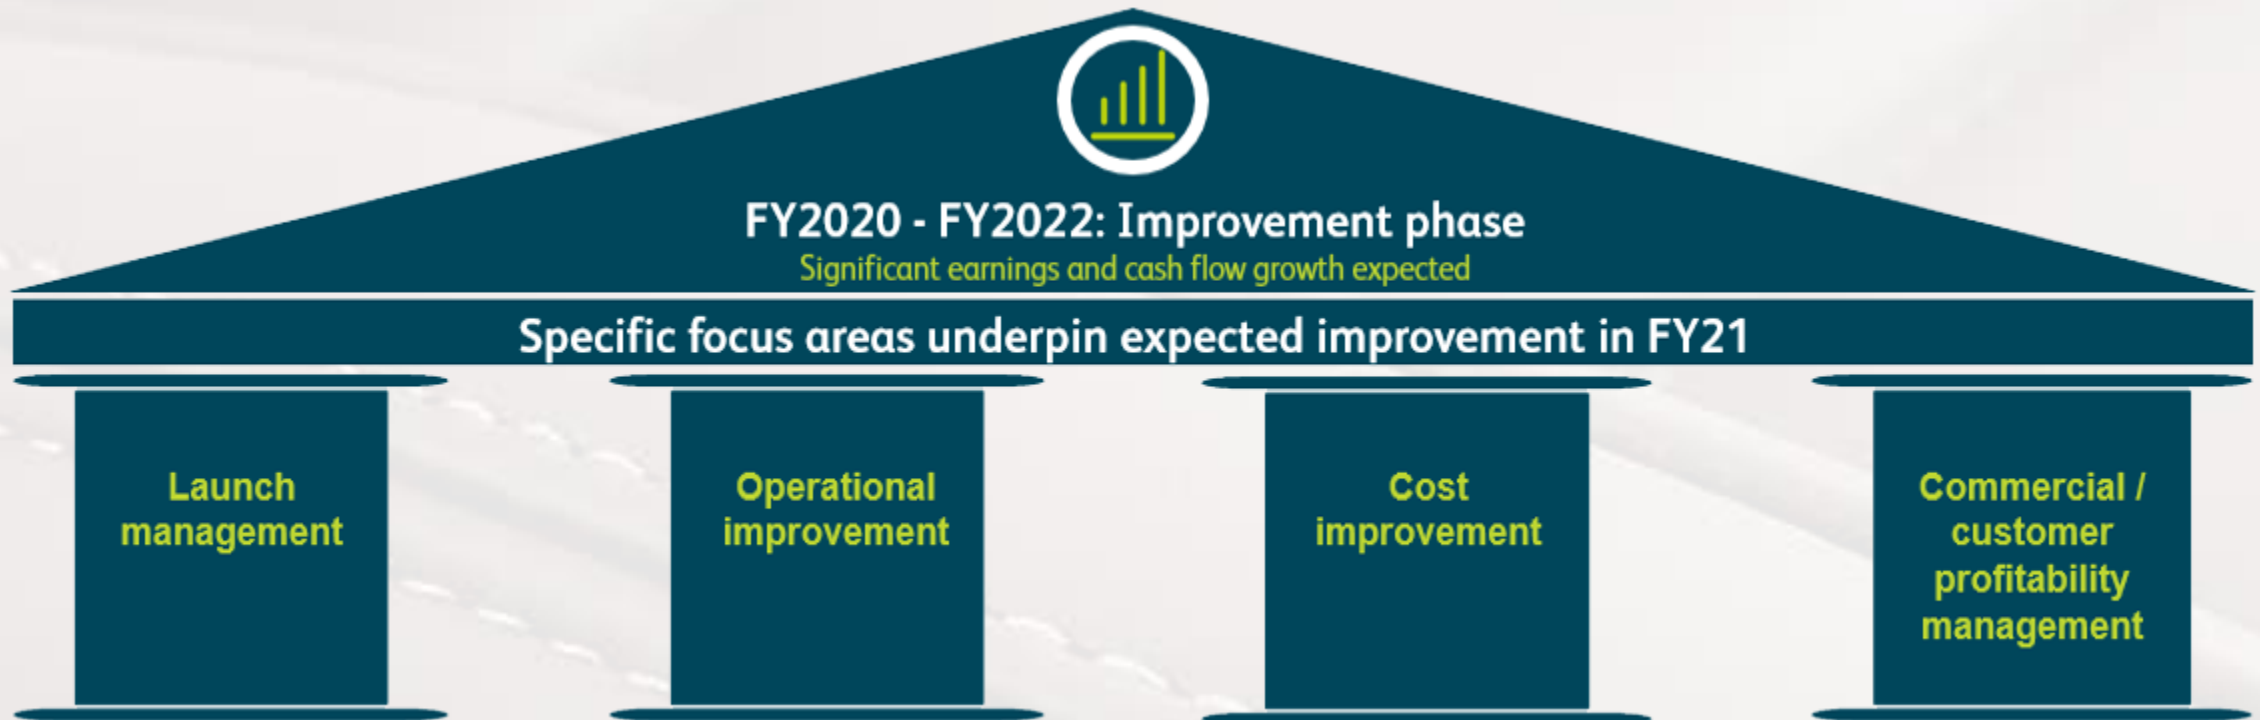 FY2020 - FY2022: Improvement phase
Significant earnings and cash flow growth expected
Specific focus areas underpin expected improvement in FY21
Launch
management
Operational
improvement
Cost
improvement
Commercial /
customer
profitability
management